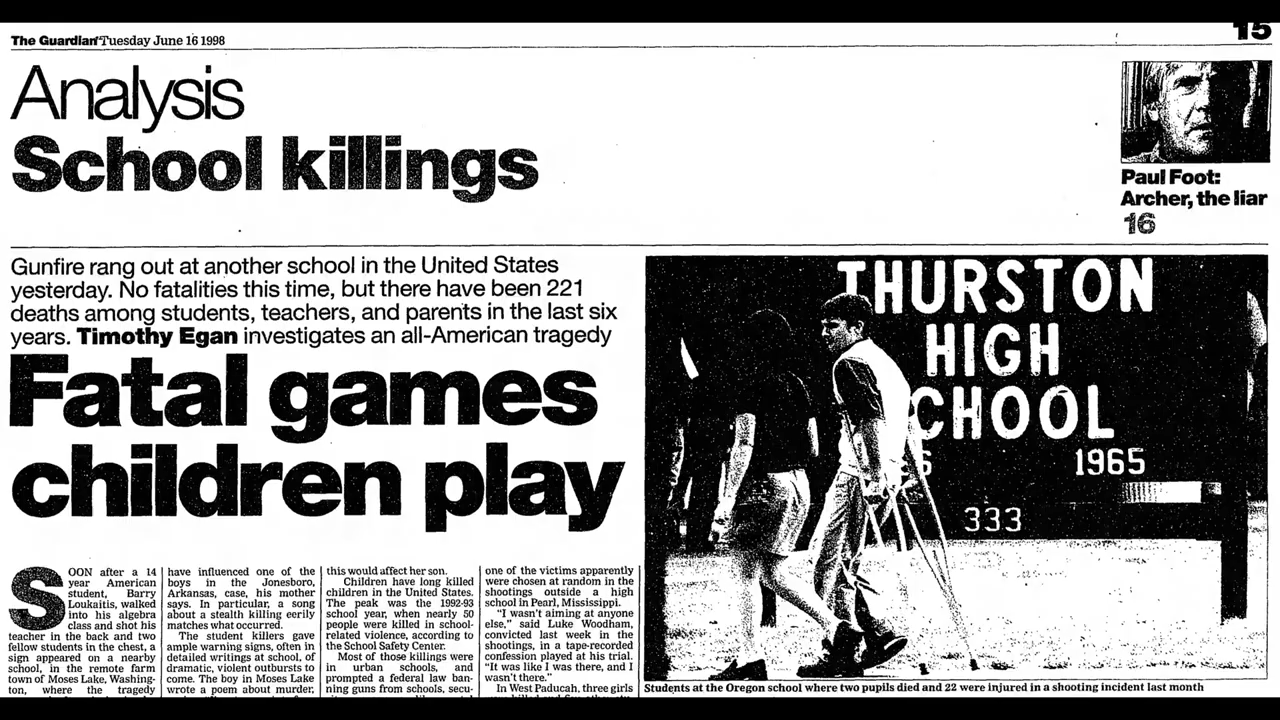 The Guardian Tuesday June 16 1998
15
Analysis
School killings
Paul Foot:
Archer, the liar
16
Gunfire rang out at another school in the United States
yesterday. No fatalities this time, but there have been 221
deaths among students, teachers, and parents in the last six
years. Timothy Egan investigates an all-American tragedy
Fatal games
children play
SOON after a 14
year American
student, Barry
Loukaitis, walked
into his algebra
class and shot his
teacher in the back and two
fellow students in the chest, a
sign appeared on a nearby
school, in the remote farm
town of Moses Lake, Washing-
ton, where the tragedy
have influenced one of the
boys in the Jonesboro,
Arkansas, case, his mother
says. In particular, a song
about a stealth killing eerily
matches what occurred.
The student killers gave
ample warning signs, often in
detailed writings at school, of
dramatic, violent outbursts to
come. The boy in Moses Lake
wrote a poem about murder,
this would affect her son.
Children have long killed
children in the United States.
The peak was the 1992-93
school year, when nearly 50
people were killed in school-
related violence, according to
the School Safety Center.
Most of those killings were
in urban schools, and
prompted a federal law ban-
ning guns from schools, secu-
one of the victims apparently
were chosen at random in the
shootings outside a high
school in Pearl, Mississippi.
"I wasn't aiming at anyone
else," said Luke Woodham,
convicted last week in the
shootings, in a tape-recorded
confession played at his trial.
"It was like I was there, and I
wasn't there."
In West Paducah, three girls
THURSTON
HIGH
CHOOL
6 1965
333
Students at the Oregon school where two pupils died and 22 were injured in a shooting incident last month